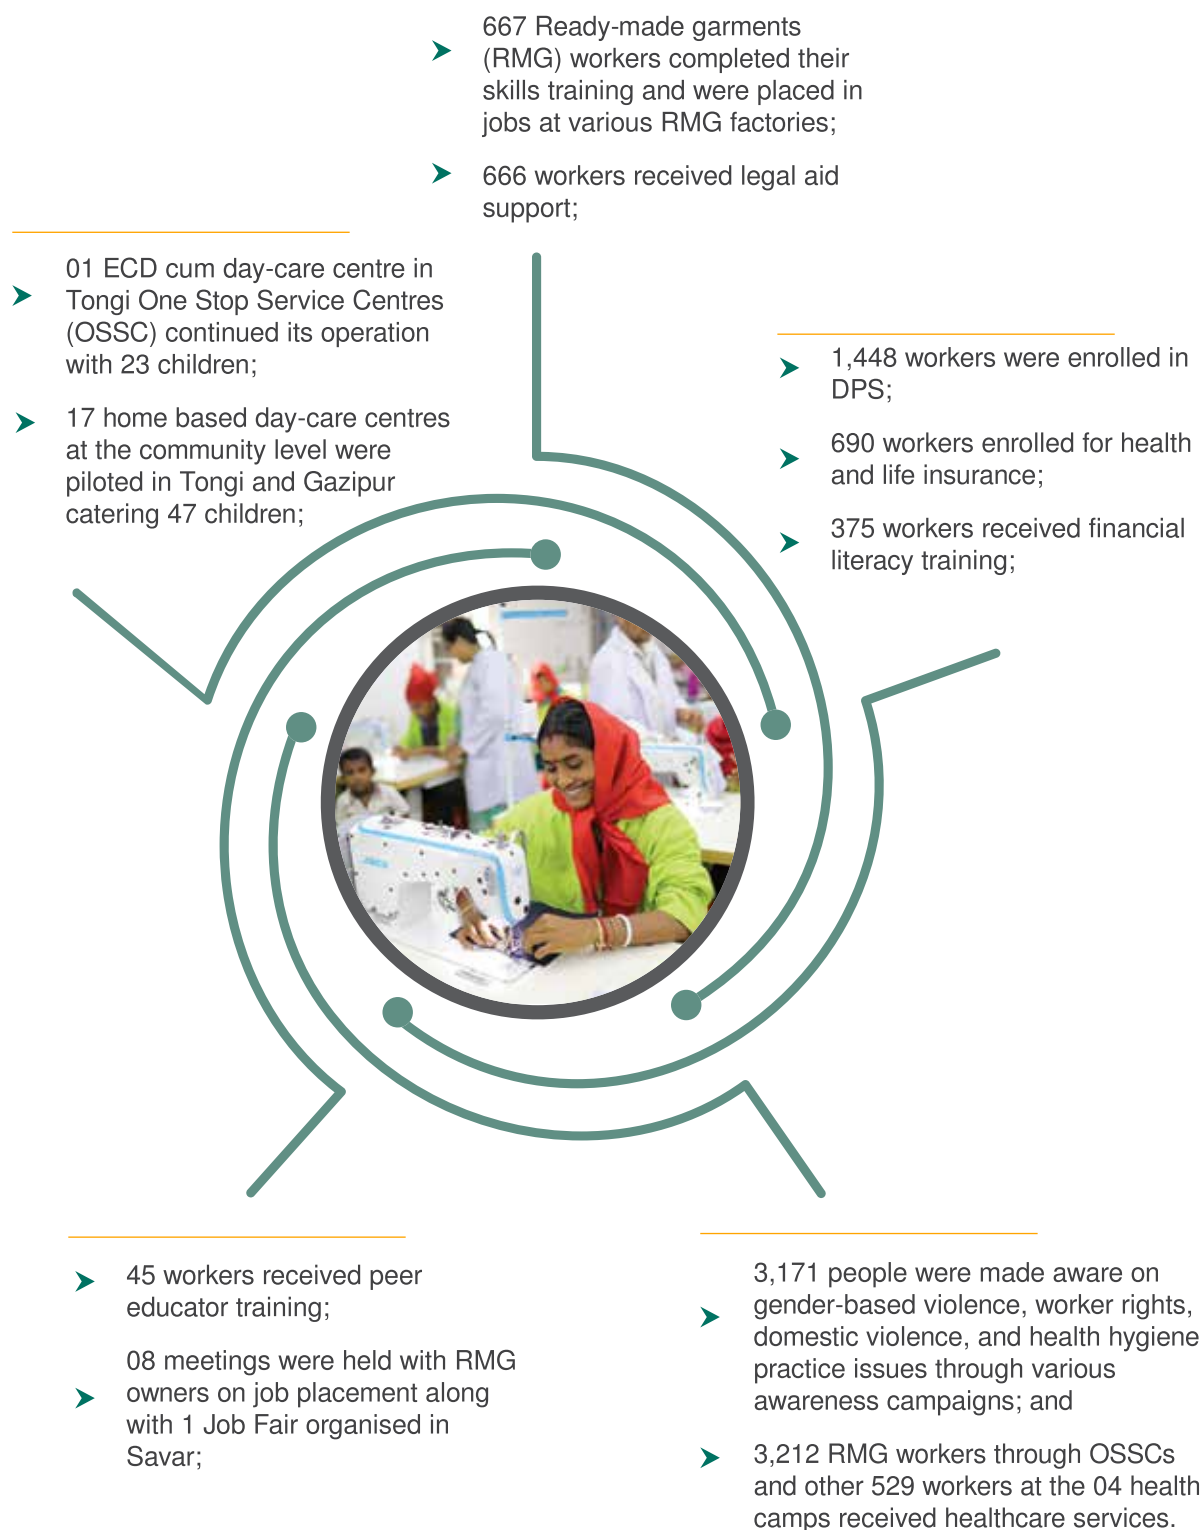 667 Ready-made garments
(RMG) workers completed their
skills training and were placed in
jobs at various RMG factories;
666 workers received legal aid
support;
01 ECD cum day-care centre in
Tongi One Stop Service Centres
(OSSC) continued its operation
with 23 children;
17 home based day-care centres
at the community level were
piloted in Tongi and Gazipur
catering 47 children;
1,448 workers were enrolled in
DPS;
690 workers enrolled for health
and life insurance;
375 workers received financial
literacy training;
45 workers received peer
educator training;
08 meetings were held with RMG
owners on job placement along
with 1 Job Fair organised in
Savar;
3,171 people were made aware on
gender-based violence, worker rights,
domestic violence, and health hygiene
practice issues through various
awareness campaigns; and
3,212 RMG workers through OSSCs
and other 529 workers at the 04 health
camps received healthcare services.